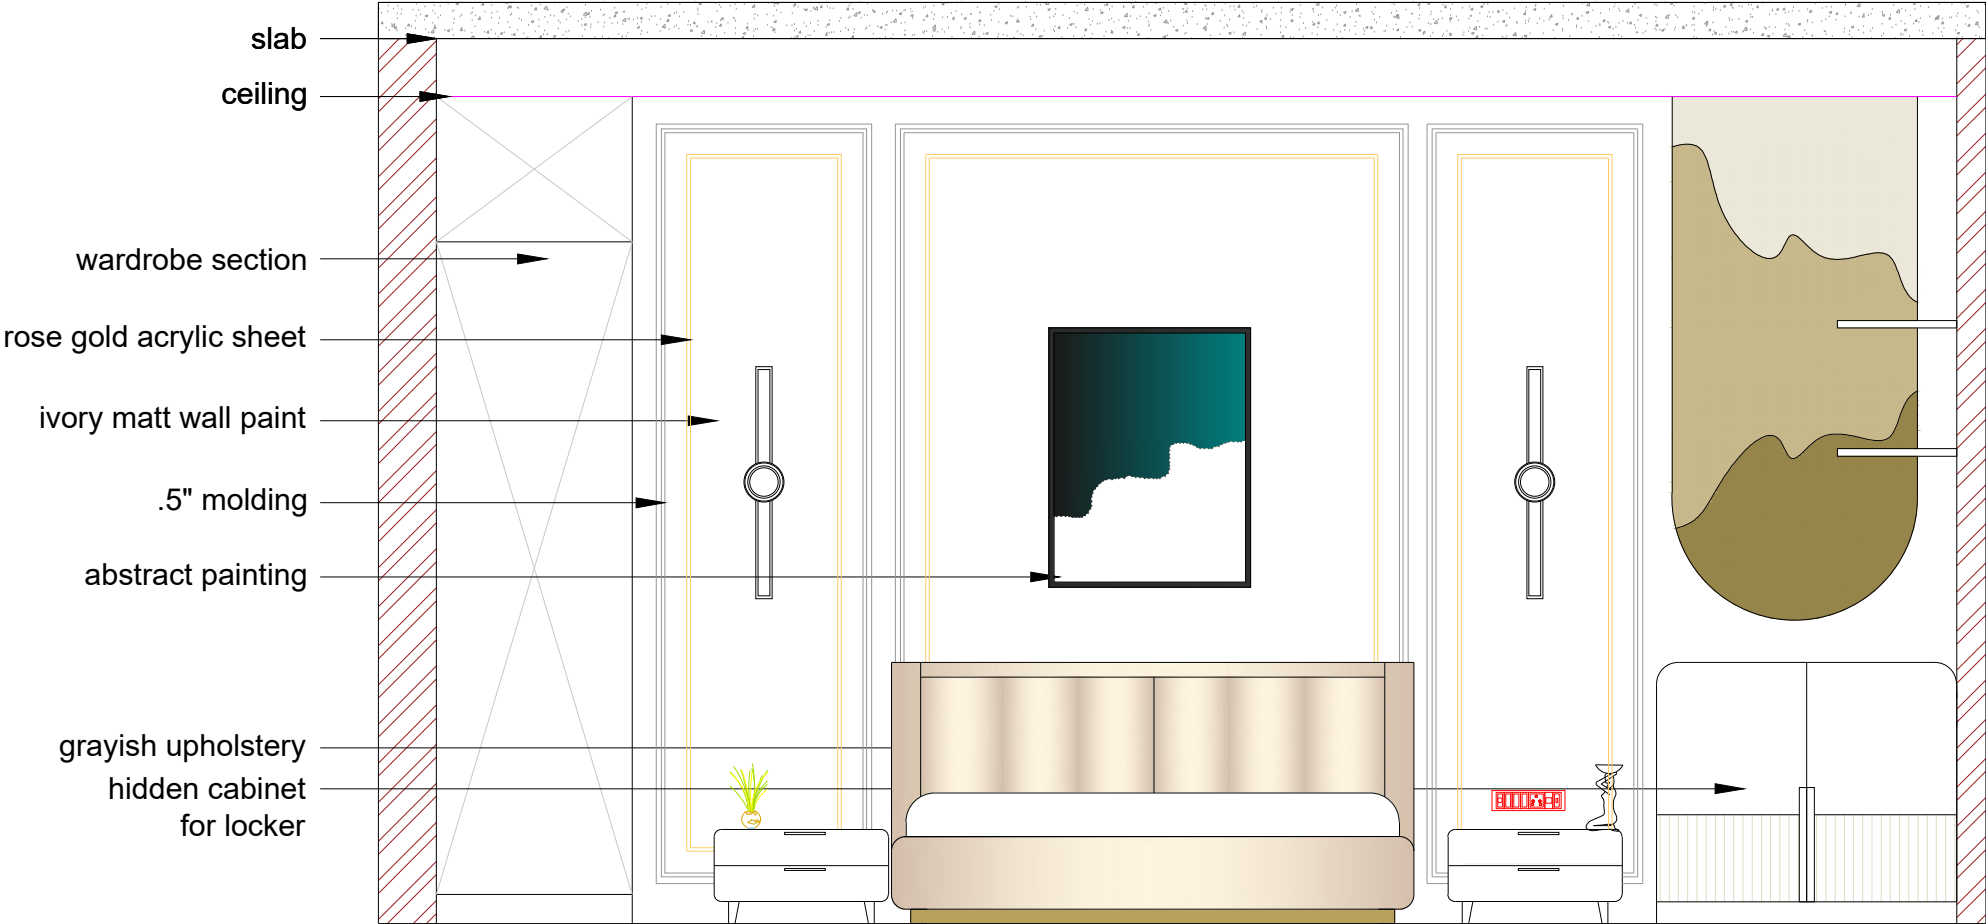 slab
ceiling
wardrobe section
rose gold acrylic sheet
ivory matt wall paint
.5" molding
abstract painting
grayish upholstery
hidden cabinet
for locker